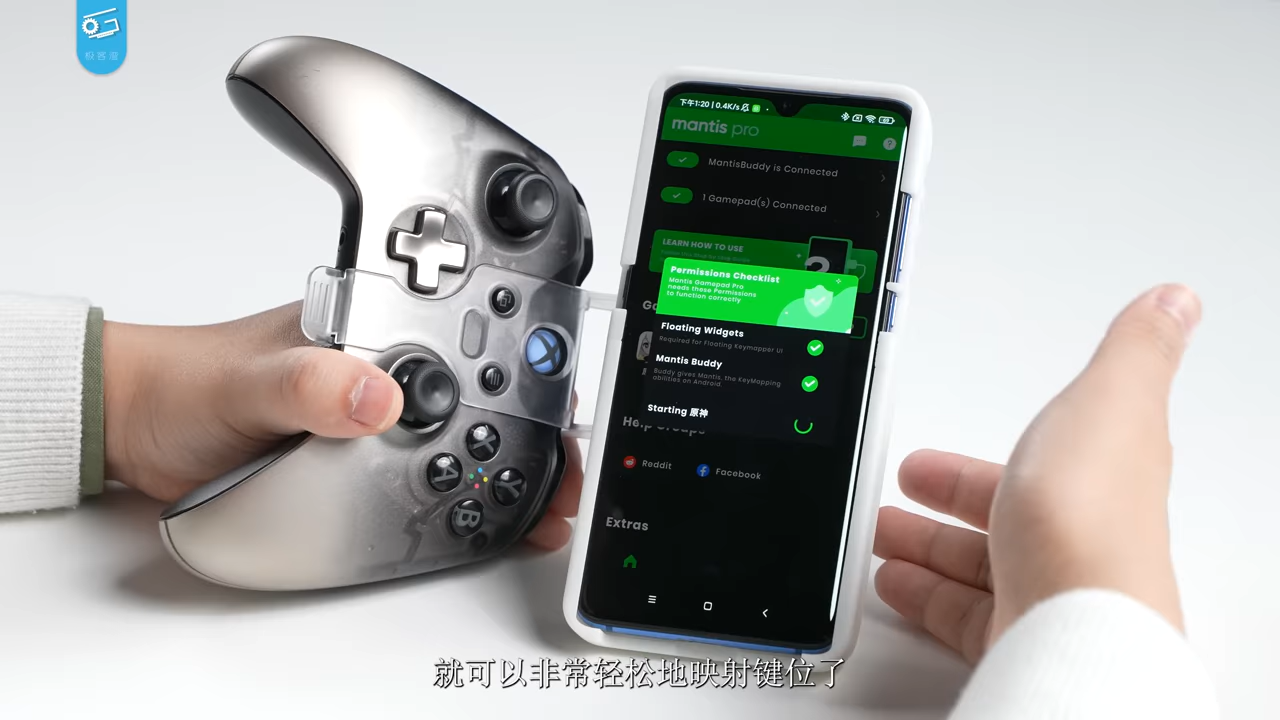 极客湾
下午1:20 | 0.4K/s
mantis pro
MantisBuddy is Connected
1 Gamepad(s) Connected
LEARN HOW TO USE
Permissions Checklist
Mantis Gamepad Pro
needs these Permissions
to function correctly
Floating Widgets
Required for Floating Keymapper UI
Mantis Buddy
Buddy gives Mantis, the KeyMapping
abilities on Android.
Starting 原神
Help Groups
Reddit
Facebook
Extras
X
A
Y
B
就可以非常轻松地映射键位了